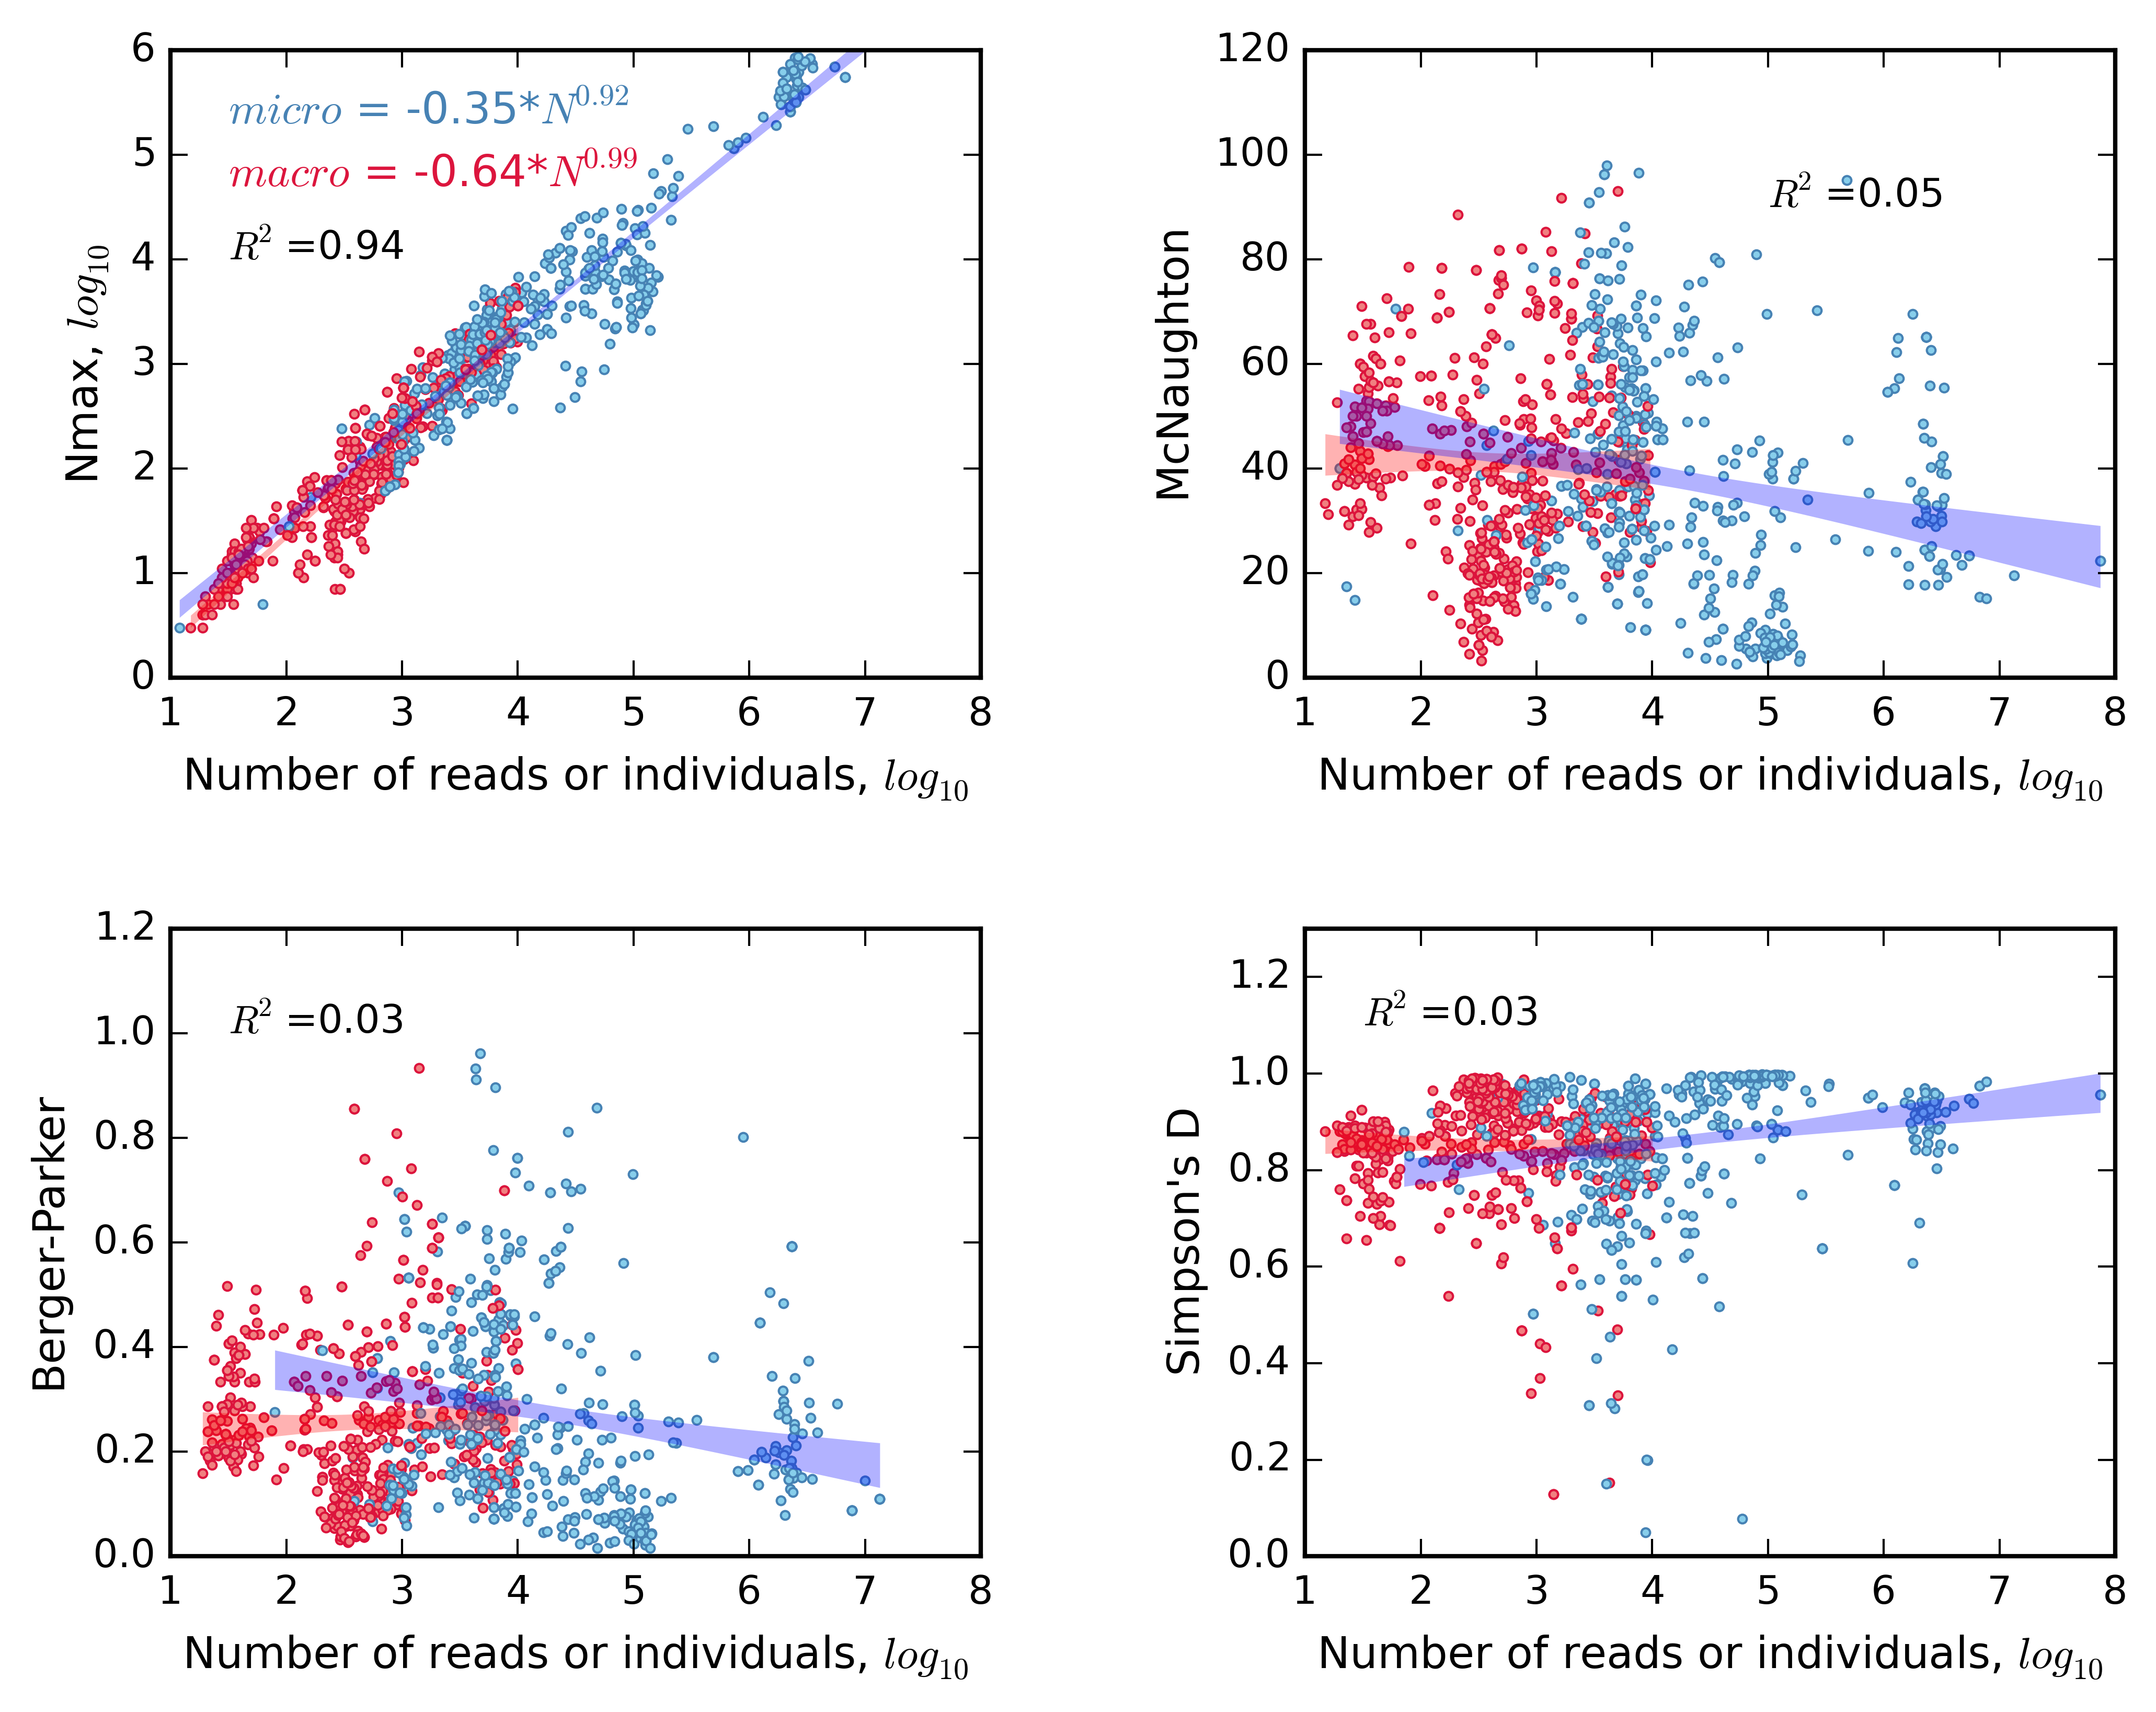 6
5
4
3
2
1
0
Nmax, log10
micro = -0.35*N^0.92
macro = -0.64*N^0.99
R^2 =0.94
1 2 3 4 5 6 7 8
Number of reads or individuals, log10
120
100
80
60
40
20
0
McNaughton
R^2 =0.05
1 2 3 4 5 6 7 8
Number of reads or individuals, log10
1.2
1.0
0.8
0.6
0.4
0.2
0.0
Berger-Parker
R^2 =0.03
1 2 3 4 5 6 7 8
Number of reads or individuals, log10
1.2
1.0
0.8
0.6
0.4
0.2
0.0
Simpson's D
R^2 =0.03
1 2 3 4 5 6 7 8
Number of reads or individuals, log10